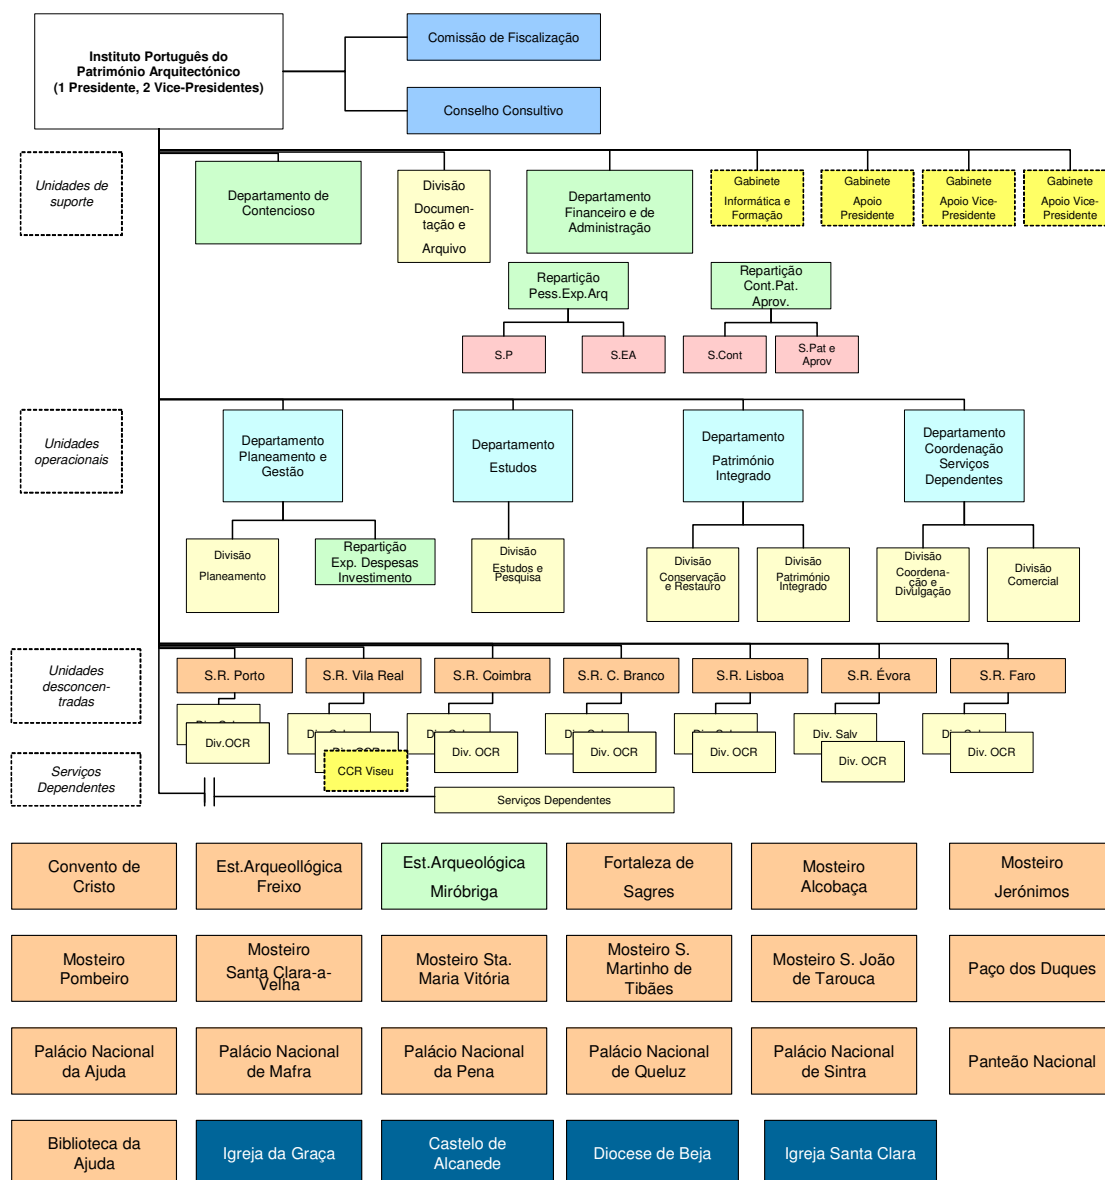 Instituto Português do
Património Arquitectónico
(1 Presidente, 2 Vice-Presidentes)
Comissão de Fiscalização
Conselho Consultivo
Unidades de
suporte
Departamento de
Contencioso
Divisão
Documen-
tação e
Arquivo
Departamento
Financeiro e de
Administração
Gabinete
Informática e
Formação
Gabinete
Apoio
Presidente
Gabinete
Apoio Vice-
Presidente
Gabinete
Apoio Vice-
Presidente
Repartição
Pess.Exp.Arq
Repartição
Cont.Pat.
Aprov.
S.P
S.EA
S.Cont
S.Pat e
Aprov
Unidades
operacionais
Departamento
Planeamento e
Gestão
Departamento
Estudos
Departamento
Património
Integrado
Departamento
Coordenação
Serviços
Dependentes
Divisão
Planeamento
Repartição
Exp. Despesas
Investimento
Divisão
Estudos e
Pesquisa
Divisão
Conservação
e Restauro
Divisão
Património
Integrado
Divisão
Coordena-
ção e
Divulgação
Divisão
Comercial
Unidades
desconcen-
tradas
S.R. Porto
S.R. Vila Real
S.R. Coimbra
S.R. C. Branco
S.R. Lisboa
S.R. Évora
S.R. Faro
Div.OCR
Div. OCR
CCR Viseu
Div. OCR
Div. OCR
Div. OCR
Div. Salv
Div. OCR
Div. OCR
Serviços
Dependentes
Serviços Dependentes
Convento de
Cristo
Est.Arqueollógica
Freixo
Est.Arqueológica
Miróbriga
Fortaleza de
Sagres
Mosteiro
Alcobaça
Mosteiro
Jerónimos
Mosteiro
Pombeiro
Mosteiro
Santa Clara-a-
Velha
Mosteiro Sta.
Maria Vitória
Mosteiro S.
Martinho de
Tibães
Mosteiro S. João
de Tarouca
Paço dos Duques
Palácio Nacional
da Ajuda
Palácio Nacional
de Mafra
Palácio Nacional
da Pena
Palácio Nacional
de Queluz
Palácio Nacional
de Sintra
Panteão Nacional
Biblioteca da
Ajuda
Igreja da Graça
Castelo de
Alcanede
Diocese de Beja
Igreja Santa Clara